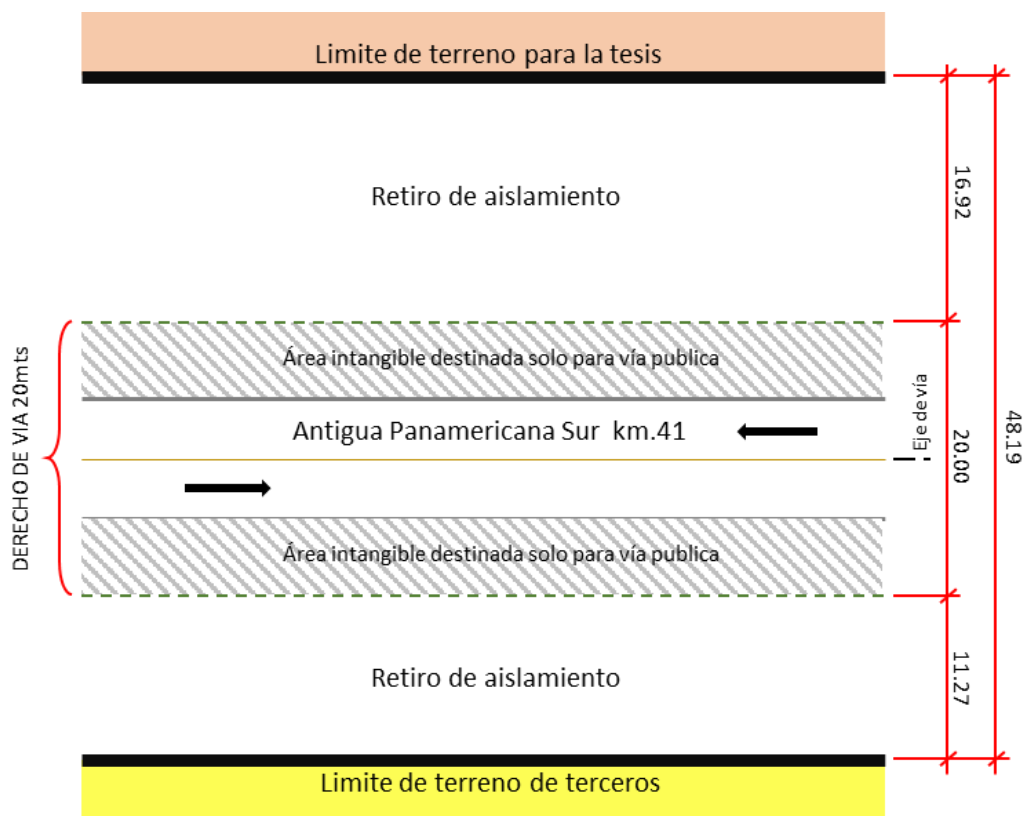 Limite de terreno para la tesis
Retiro de aislamiento
16.92
DERECHO DE VIA 20mts
Área intangible destinada solo para vía publica
Antigua Panamericana Sur km.41
Eje de vía
20.00
48.19
Área intangible destinada solo para vía publica
Retiro de aislamiento
11.27
Limite de terreno de terceros